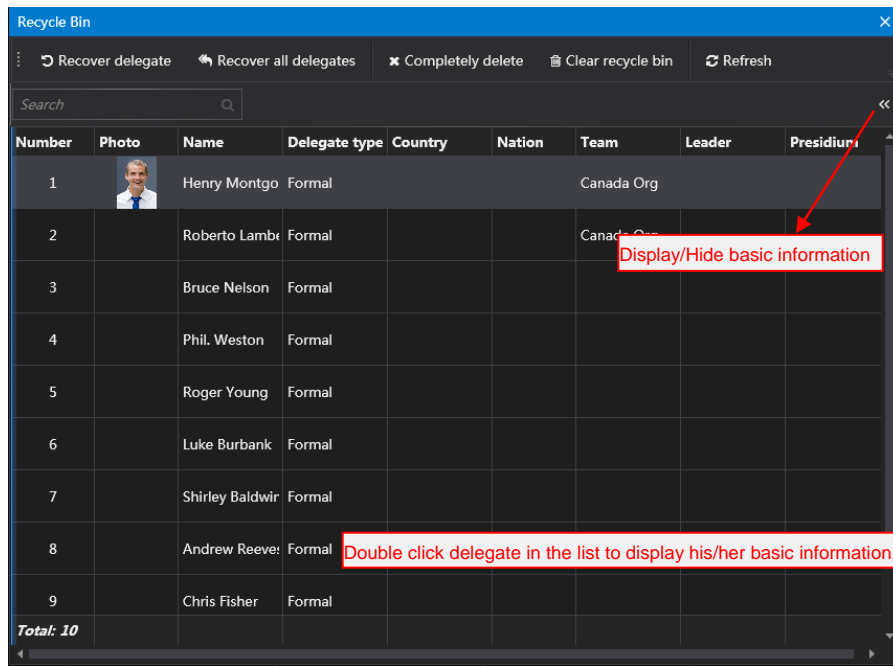 Recycle Bin
Recover delegate Recover all delegates Completely delete Clear recycle bin Refresh
Search
Number Photo Name Delegate type Country Nation Team Leader Presidium
1 Henry Montgo Formal Canada Org
2 Roberto Lambe Formal Canada Org
Display/Hide basic information
3 Bruce Nelson Formal
4 Phil. Weston Formal
5 Roger Young Formal
6 Luke Burbank Formal
7 Shirley Baldwir Formal
8 Andrew Reeves Formal
Double click delegate in the list to display his/her basic information.
9 Chris Fisher Formal
Total: 10